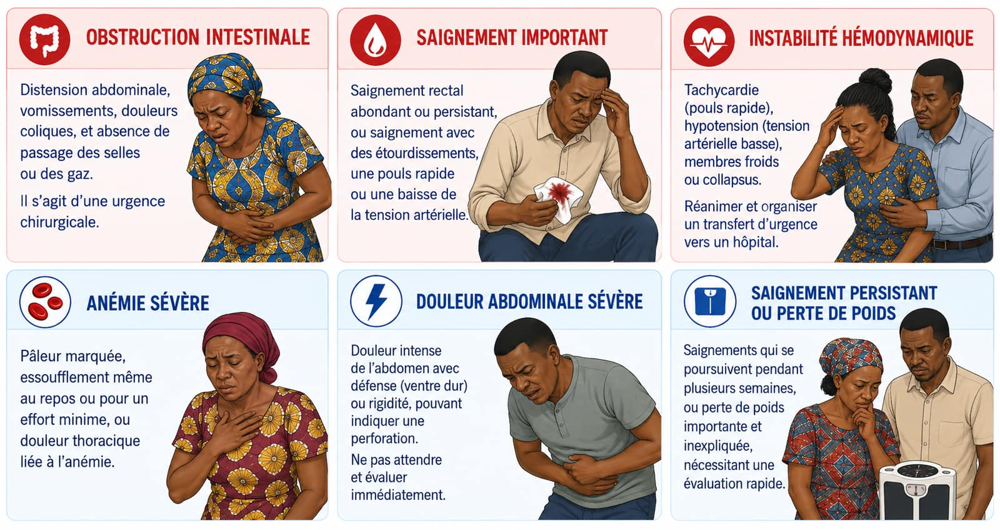 OBSTRUCTION INTESTINALE
Distension abdominale,
vomissements, douleurs
coliques, et absence de
passage des selles
ou des gaz.
Il s’agit d’une urgence
chirurgicale.
SAIGNEMENT IMPORTANT
Saignement rectal
abondant ou persistant,
ou saignement avec
des étourdissements,
une pouls rapide
ou une baisse de
la tension artérielle.
INSTABILITÉ HÉMODYNAMIQUE
Tachycardie
(pouls rapide),
hypotension (tension
artérielle basse),
membres froids
ou collapsus.
Réanimer et organiser
un transfert d’urgence
vers un hôpital.
ANÉMIE SÉVÈRE
Pâleur marquée,
essoufflement même
au repos ou pour un
effort minime, ou
douleur thoracique
liée à l’anémie.
DOULEUR ABDOMINALE SÉVÈRE
Douleur intense
de l’abdomen avec
défense (ventre dur)
ou rigidité, pouvant
indiquer une
perforation.
Ne pas attendre
et évaluer
immédiatement.
SAIGNEMENT PERSISTANT
OU PERTE DE POIDS
Saignements qui se
poursuivent pendant
plusieurs semaines,
ou perte de poids
importante et
inexpliquée,
nécessitant une
évaluation rapide.